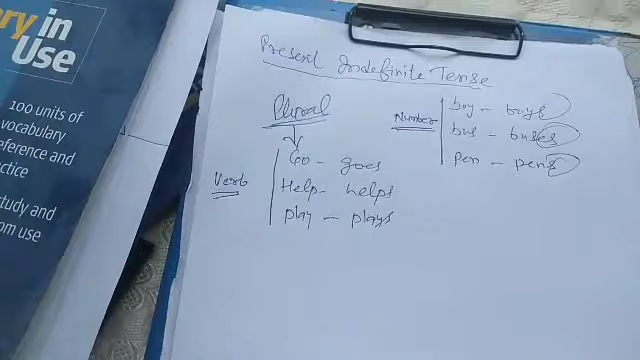 ry in
Use
100 units of
vocabulary
eference and
ctice
study and
om use
Present Indefinite Tense
Plural
Verb
Go - goes
Help - helps
play - plays
Number
boy - boys
bus - buses
pen - pens